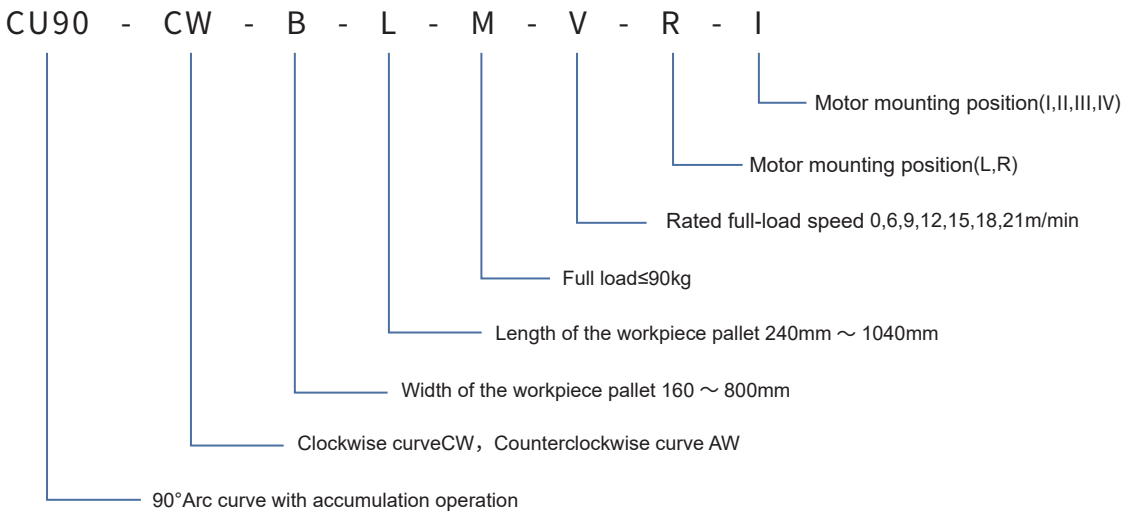 CU90 - CW - B - L - M - V - R - I
Motor mounting position(I,II,III,IV)
Motor mounting position(L,R)
Rated full-load speed 0,6,9,12,15,18,21m/min
Full load≤90kg
Length of the workpiece pallet 240mm ～ 1040mm
Width of the workpiece pallet 160 ～ 800mm
Clockwise curveCW，Counterclockwise curve AW
90°Arc curve with accumulation operation